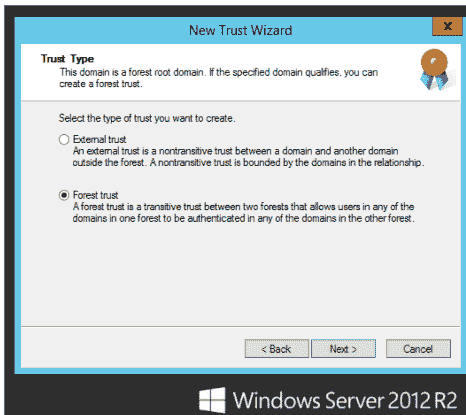 New Trust Wizard
x
Trust Type
This domain is a forest root domain. If the specified domain qualifies, you can
create a forest trust.
Select the type of trust you want to create.
External trust
An external trust is a nontransitive trust between a domain and another domain
outside the forest. A nontransitive trust is bounded by the domains in the relationship.
Forest trust
A forest trust is a transitive trust between two forests that allows users in any of the
domains in one forest to be authenticated in any of the domains in the other forest.
< Back Next > Cancel
Windows Server 2012 R2